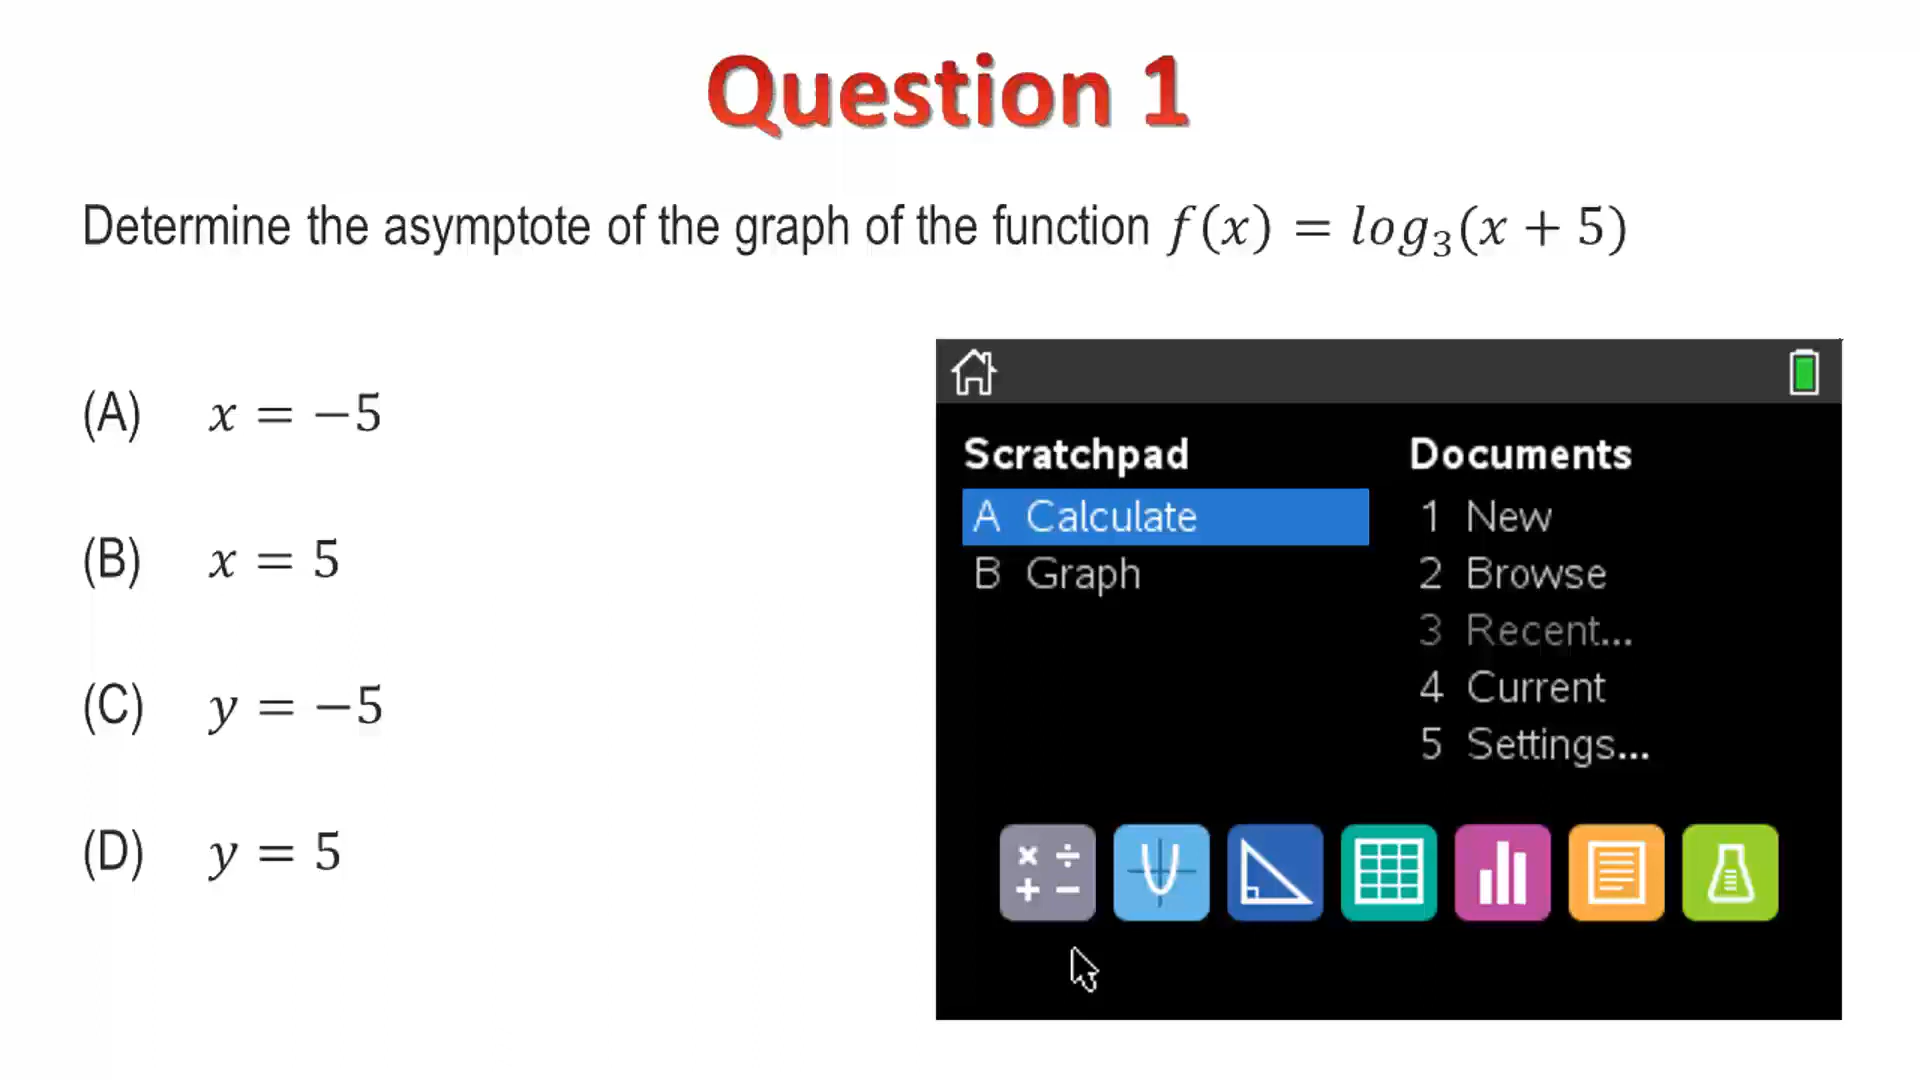 Question 1
Determine the asymptote of the graph of the function f(x) = log₃(x + 5)
(A) x = −5
(B) x = 5
(C) y = −5
(D) y = 5
Scratchpad
A Calculate
B Graph
Documents
1 New
2 Browse
3 Recent...
4 Current
5 Settings...